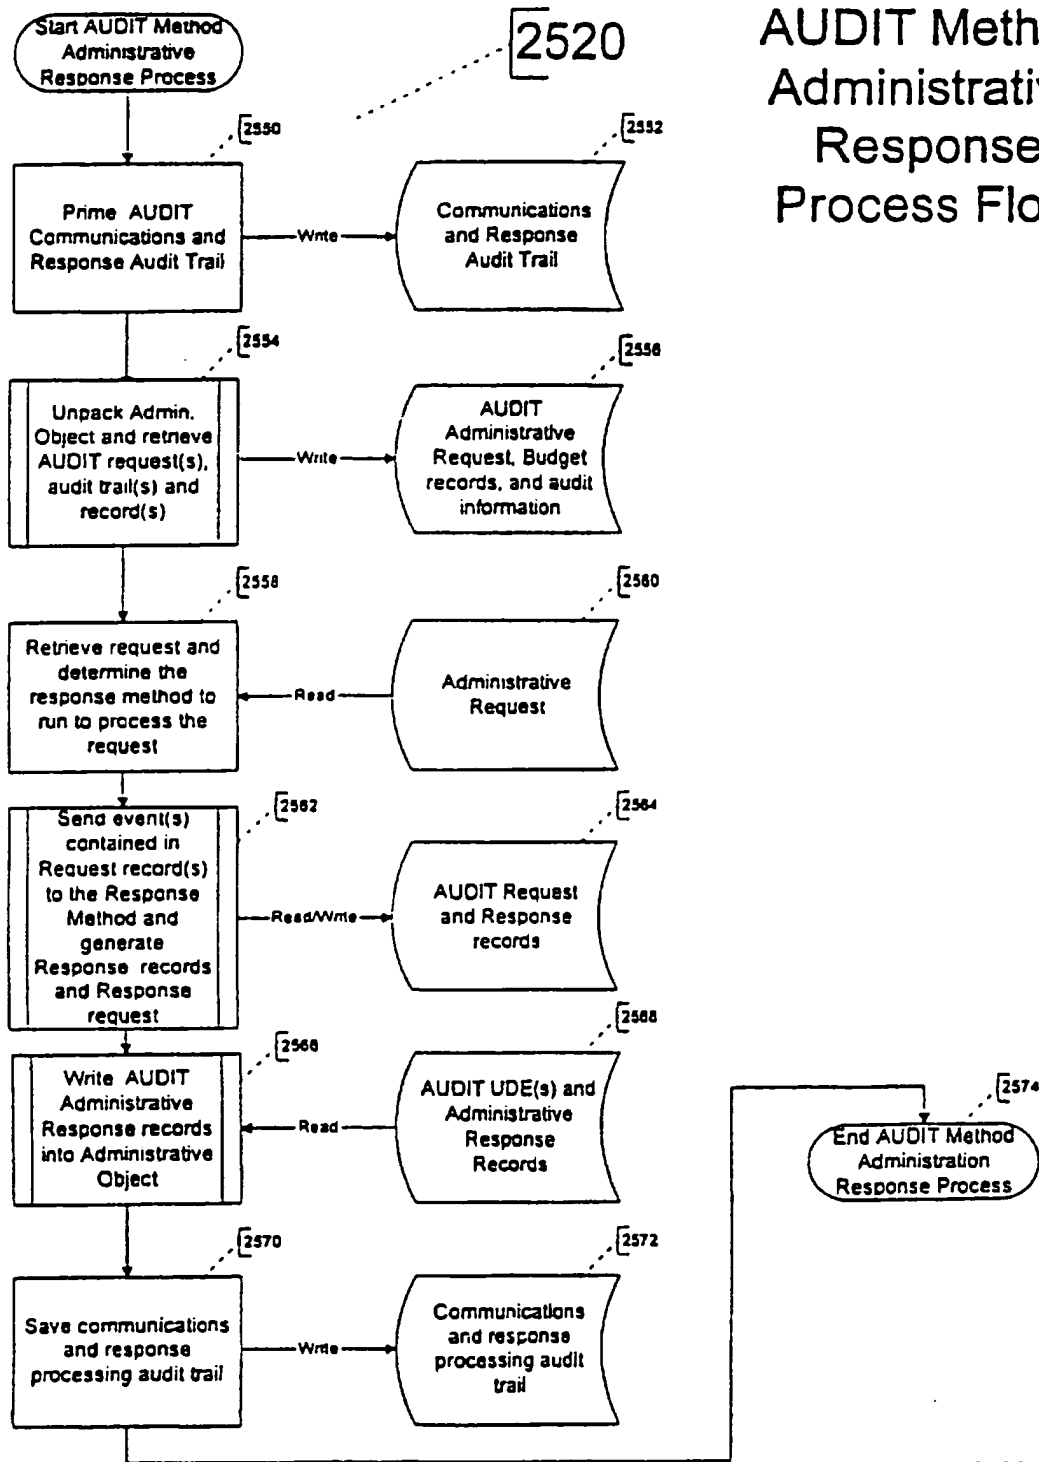 Start AUDIT Method
Administrative
Response Process
2520
AUDIT Meth
Administrativ
Response
Process Flo
2550
Prime AUDIT
Communications and
Response Audit Trail
Write
2552
Communications
and Response
Audit Trail
2554
Unpack Admin.
Object and retrieve
AUDIT request(s),
audit trail(s) and
record(s)
Write
2556
AUDIT
Administrative
Request, Budget
records, and audit
information
2558
Retrieve request and
determine the
response method to
run to process the
request
Read
2560
Administrative
Request
2562
Send event(s)
contained in
Request record(s)
to the Response
Method and
generate
Response records
and Response
request
Read/Write
2564
AUDIT Request
and Response
records
2566
Write AUDIT
Administrative
Response records
into Administrative
Object
Read
2568
AUDIT UDE(s) and
Administrative
Response
Records
2574
End AUDIT Method
Administration
Response Process
2570
Save communications
and response
processing audit trail
Write
2572
Communications
and response
processing audit
trail